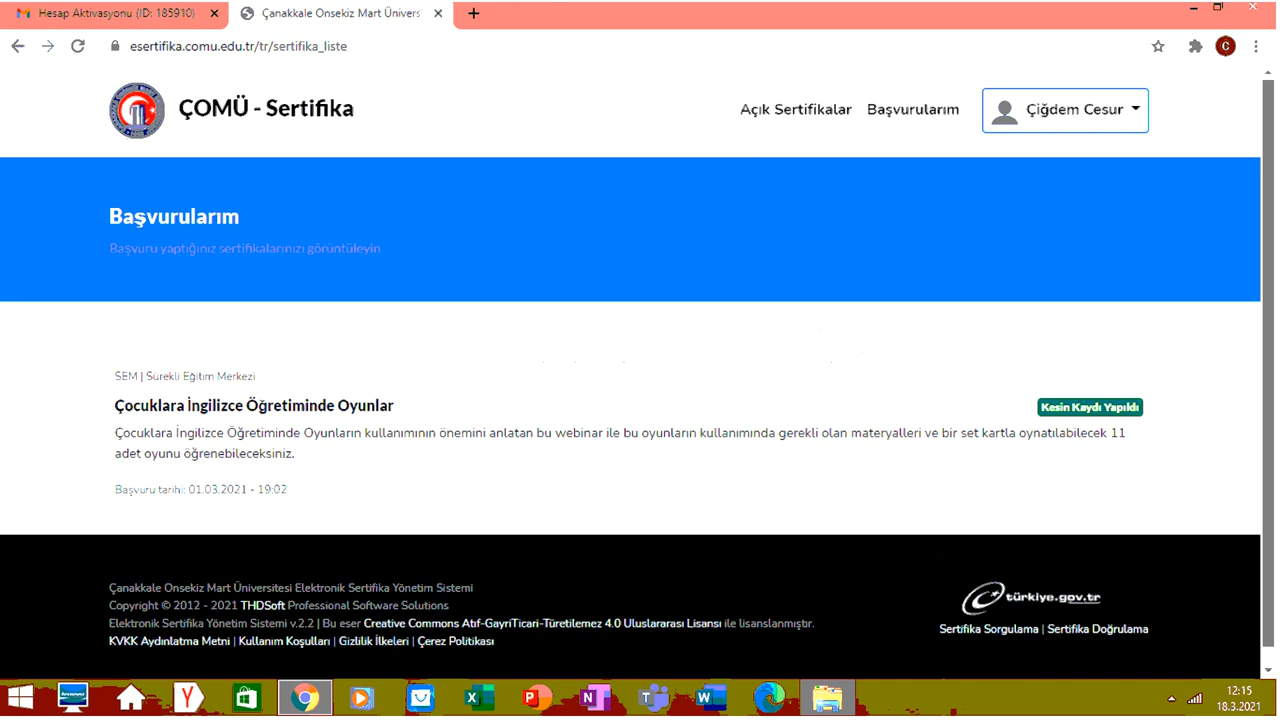 Hesap Aktivasyonu (ID: 185910)
Çanakkale Onsekiz Mart Univers
esertifika.comu.edu.tr/tr/sertifika_liste
C
ÇOMÜ - Sertifika
Açık Sertifikalar
Başvurularım
Çiğdem Cesur
Başvurularım
Başvuru yaptığınız sertifikalarınızı görüntüleyin
SEM | Sürekli Eğitim Merkezi
Çocuklara İngilizce Öğretiminde Oyunlar
Kesin Kaydı Yapıldı
Çocuklara İngilizce Öğretiminde Oyunların kullanımının önemini anlatan bu webinar ile bu oyunların kullanımında gerekli olan materyalleri ve bir set kartla oynatılabilecek 11
adet oyunu öğrenebileceksiniz.
Başvuru tarihi: 01.03.2021 - 19:02
Çanakkale Onsekiz Mart Üniversitesi Elektronik Sertifika Yönetim Sistemi
Copyright © 2012 - 2021 THDSoft Professional Software Solutions
Elektronik Sertifika Yönetim Sistemi v.2.2 | Bu eser Creative Commons Atıf-GayriTicari-Türetilemez 4.0 Uluslararası Lisansı ile lisanslanmıştır.
KVKK Aydınlatma Metni | Kullanım Koşulları | Gizlilik İlkeleri | Çerez Politikası
türkiye.gov.tr
Sertifika Sorgulama | Sertifika Doğrulama
12:15
18.3.2021